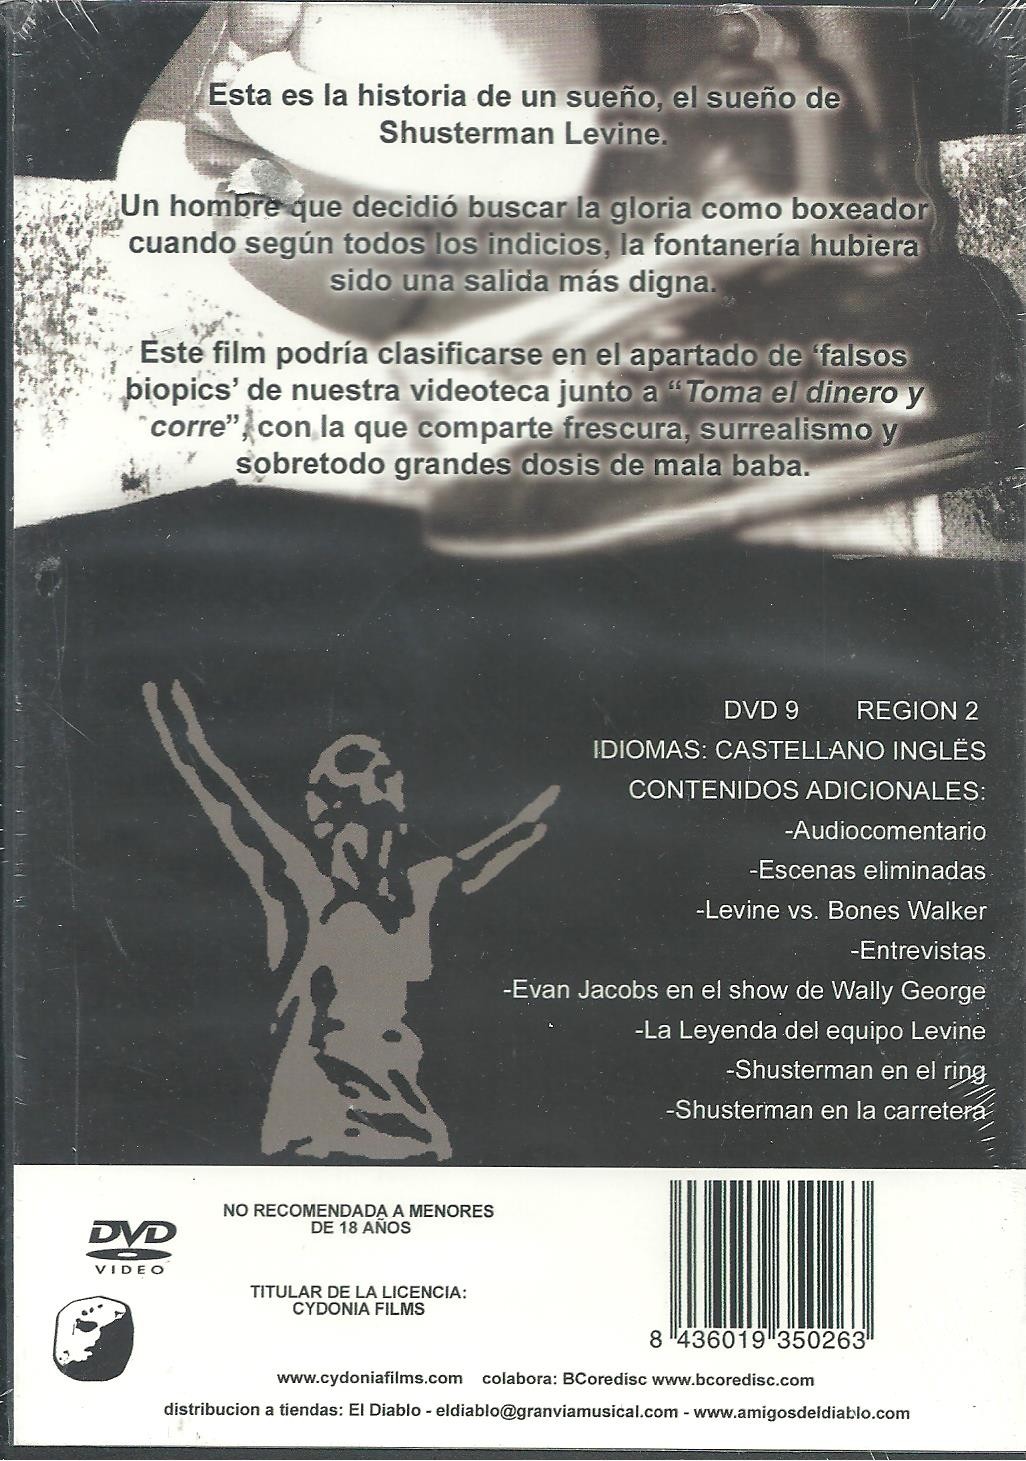 Esta es la historia de un sueño, el sueño de
Shusterman Levine.
Un hombre que decidió buscar la gloria como boxeador
cuando según todos los indicios, la fontanería hubiera
sido una salida más digna.
Este film podría clasificarse en el apartado de ‘falsos
biopics’ de nuestra videoteca junto a “Toma el dinero y
corre”, con la que comparte frescura, surrealismo y
sobretodo grandes dosis de mala baba.
DVD 9 REGION 2
IDIOMAS: CASTELLANO INGLËS
CONTENIDOS ADICIONALES:
-Audiocomentario
-Escenas eliminadas
-Levine vs. Bones Walker
-Entrevistas
-Evan Jacobs en el show de Wally George
-La Leyenda del equipo Levine
-Shusterman en el ring
-Shusterman en la carretera
DVD
VIDEO
NO RECOMENDADA A MENORES
DE 18 AÑOS
TITULAR DE LA LICENCIA:
CYDONIA FILMS
8 436019 350263
www.cydoniafilms.com colabora: BCoredisc www.bcoredisc.com
distribucion a tiendas: El Diablo - eldiablo@granviamusical.com - www.amigosdeldiablo.com